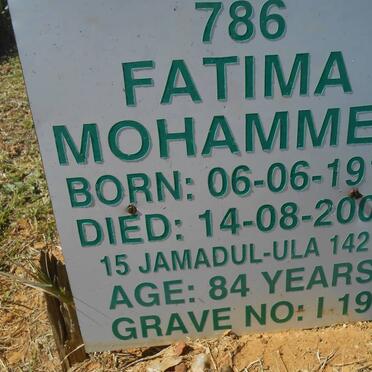 786
FATIMA
MOHAMME
BORN: 06-06-19
DIED: 14-08-200
15 JAMADUL-ULA 142
AGE: 84 YEARS
GRAVE NO: I 19